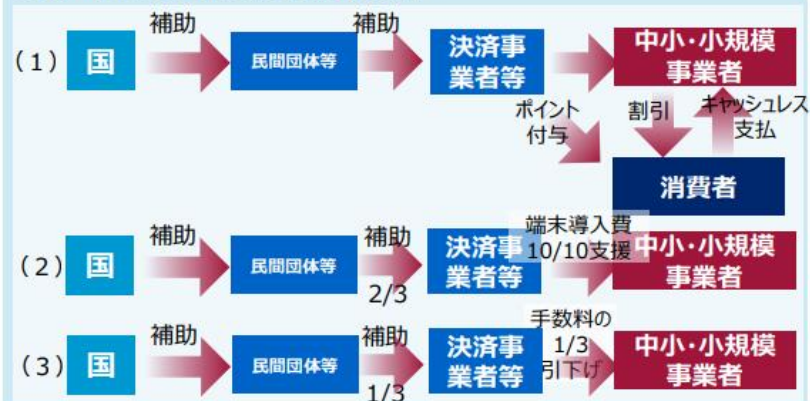 補助
補助
(1)
国
民間団体等
決済事
業者等
中小・小規模
事業者
ポイント
付与
割引
キャッシュレス
支払
消費者
補助
補助
端末導入費
10/10支援
(2)
国
民間団体等
2/3
決済事
業者等
中小・小規模
事業者
補助
補助
手数料の
1/3
引下げ
(3)
国
民間団体等
1/3
決済事
業者等
中小・小規模
事業者